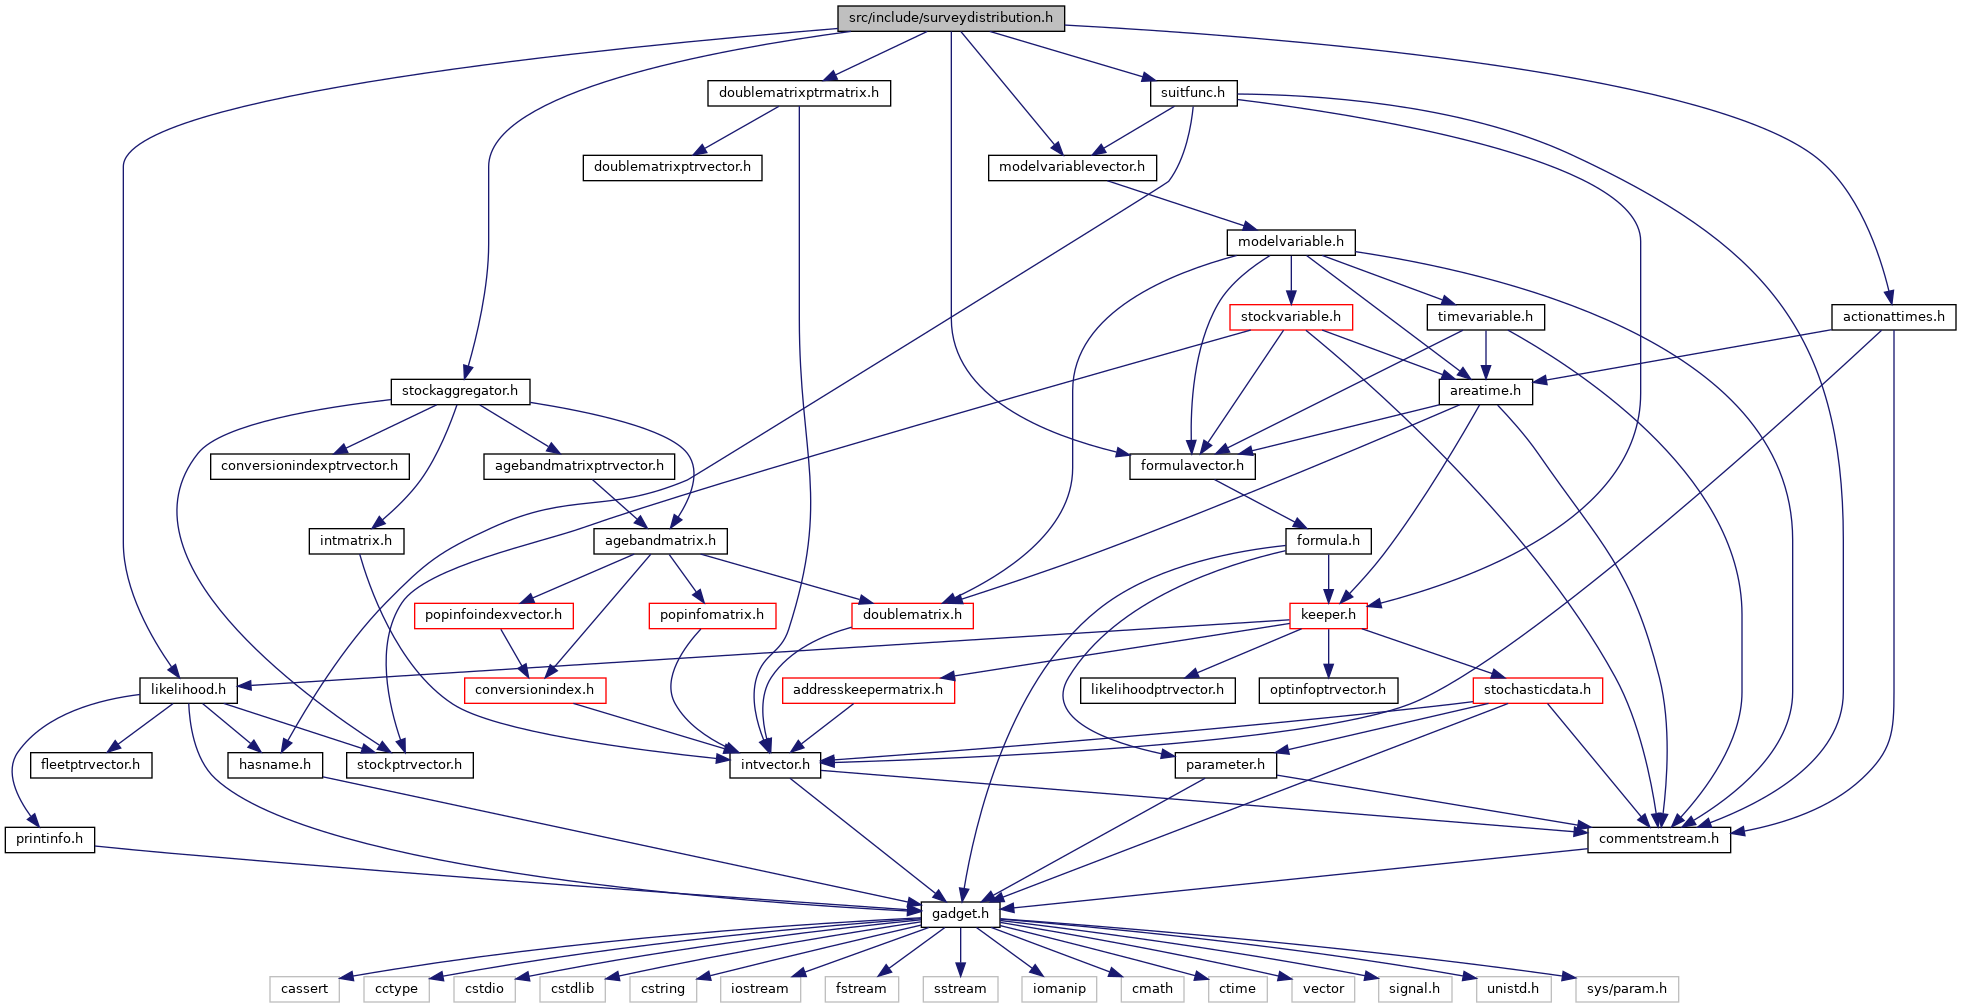 src/include/surveydistribution.h
doublematrixptrmatrix.h
suitfunc.h
doublematrixptrvector.h
modelvariablevector.h
modelvariable.h
stockvariable.h
timevariable.h
actionattimes.h
stockaggregator.h
areatime.h
conversionindexptrvector.h
agebandmatrixptrvector.h
formulavector.h
intmatrix.h
agebandmatrix.h
formula.h
popinfoindexvector.h
popinfomatrix.h
doublematrix.h
keeper.h
likelihood.h
conversionindex.h
addresskeepermatrix.h
likelihoodptrvector.h
optinfoptrvector.h
stochasticdata.h
fleetptrvector.h
hasname.h
stockptrvector.h
intvector.h
parameter.h
printinfo.h
commentstream.h
gadget.h
cassert
cctype
cstdio
cstdlib
cstring
iostream
fstream
sstream
iomanip
cmath
ctime
vector
signal.h
unistd.h
sys/param.h